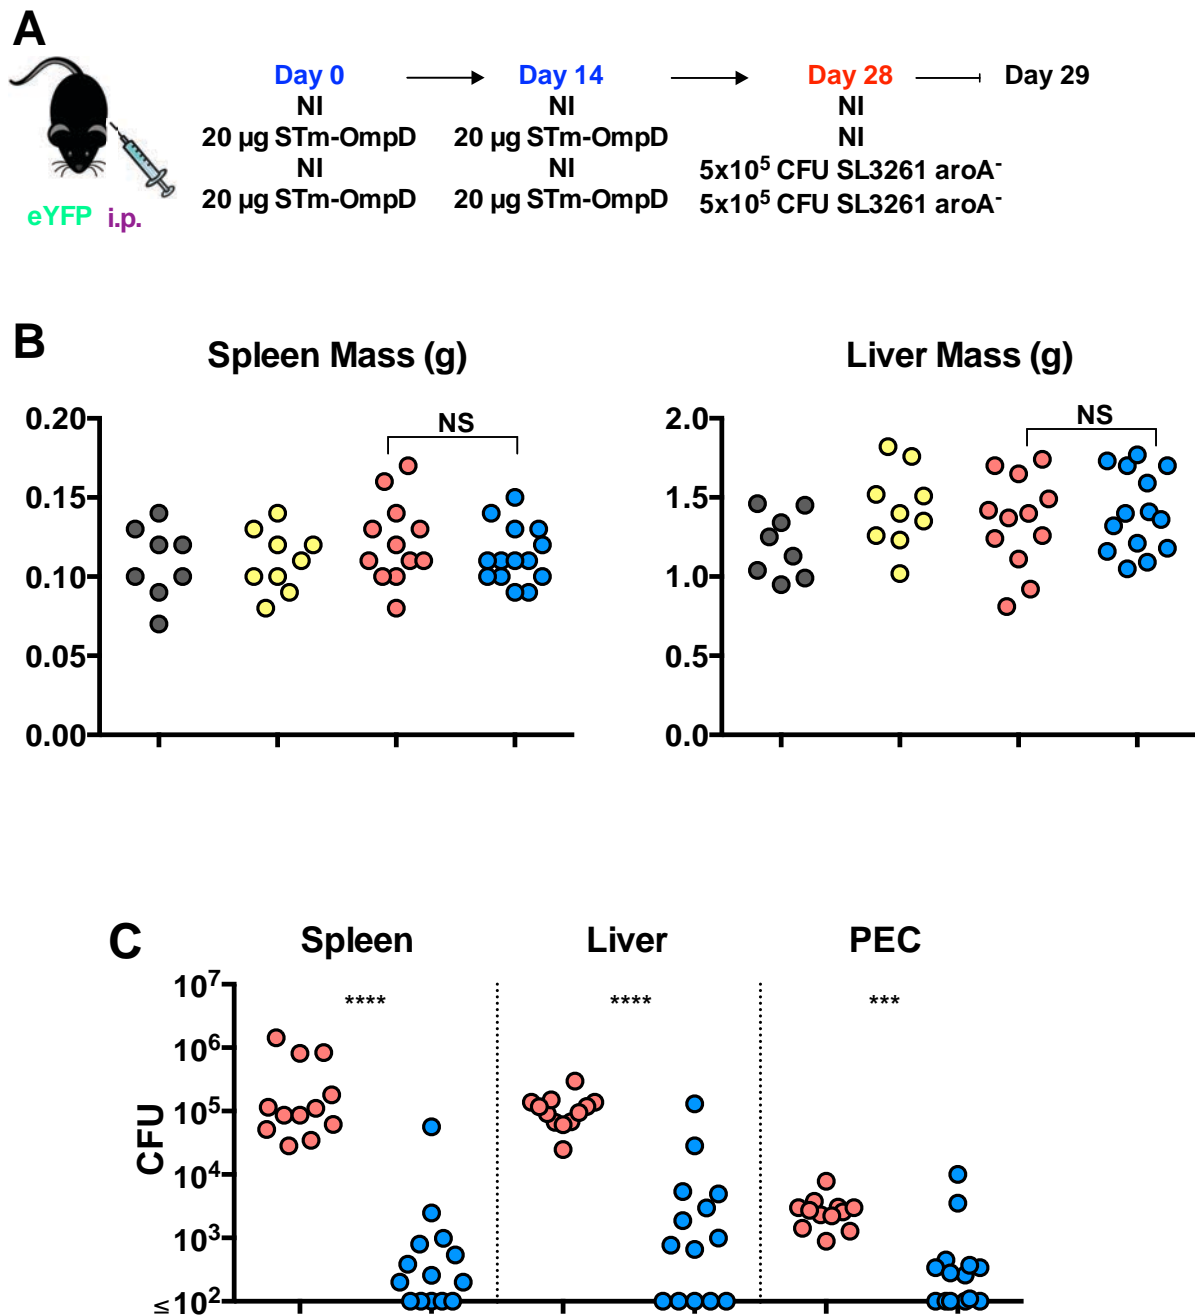 A
Day 0 Day 14 Day 28 Day 29
NI NI NI
20 µg STm-OmpD 20 µg STm-OmpD NI
NI NI 5x10⁵ CFU SL3261 aroA⁻
20 µg STm-OmpD 20 µg STm-OmpD 5x10⁵ CFU SL3261 aroA⁻
eYFP i.p.
B
Spleen Mass (g) Liver Mass (g)
0.20
0.15
0.10
0.05
0.00
NS
2.0
1.5
1.0
0.5
0.0
NS
C
Spleen Liver PEC
**** **** ***
CFU
10⁷
10⁶
10⁵
10⁴
10³
≤10²